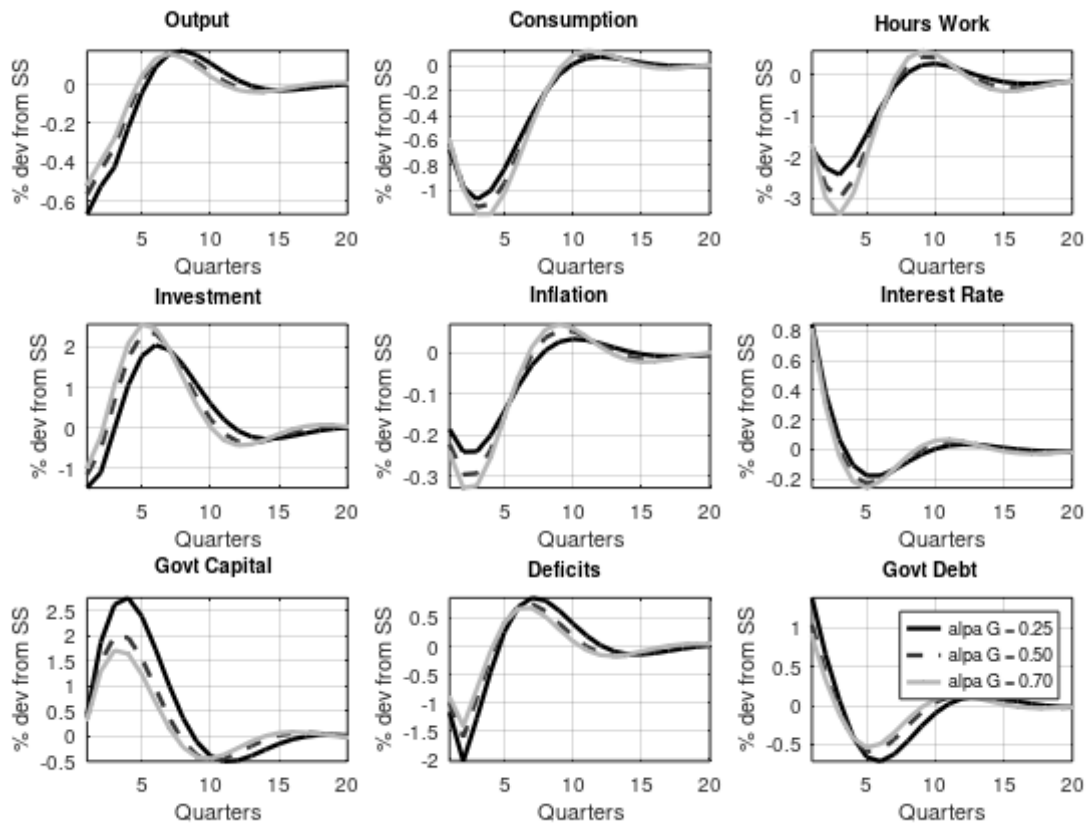 Output
Consumption
Hours Work
% dev from SS
0
-0.2
-0.4
-0.6
5
10
15
20
Quarters
% dev from SS
0
-0.2
-0.4
-0.6
-0.8
-1
5
10
15
20
Quarters
% dev from SS
0
-1
-2
-3
5
10
15
20
Quarters
Investment
Inflation
Interest Rate
% dev from SS
2
1
0
-1
5
10
15
20
Quarters
% dev from SS
0
-0.1
-0.2
-0.3
5
10
15
20
Quarters
% dev from SS
0.8
0.6
0.4
0.2
0
-0.2
5
10
15
20
Quarters
Govt Capital
Deficits
Govt Debt
% dev from SS
2.5
2
1.5
1
0.5
0
-0.5
5
10
15
20
Quarters
% dev from SS
0.5
0
-0.5
-1
-1.5
-2
5
10
15
20
Quarters
% dev from SS
1
0.5
0
-0.5
5
10
15
20
Quarters
alpa G = 0.25
alpa G = 0.50
alpa G = 0.70